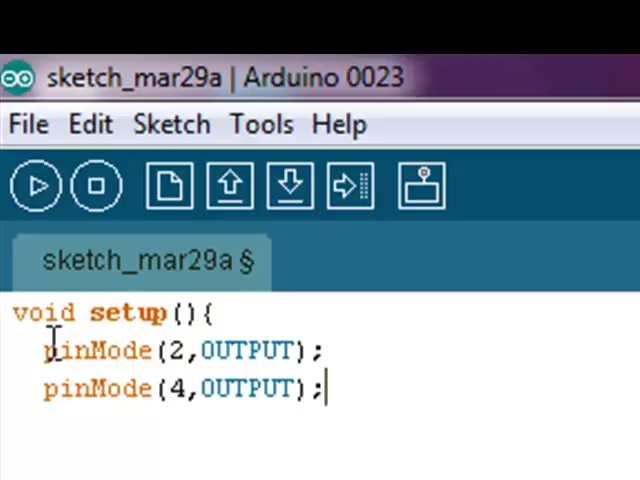 sketch_mar29a | Arduino 0023
File Edit Sketch Tools Help
sketch_mar29a §
void setup(){
pinMode(2,OUTPUT);
pinMode(4,OUTPUT);